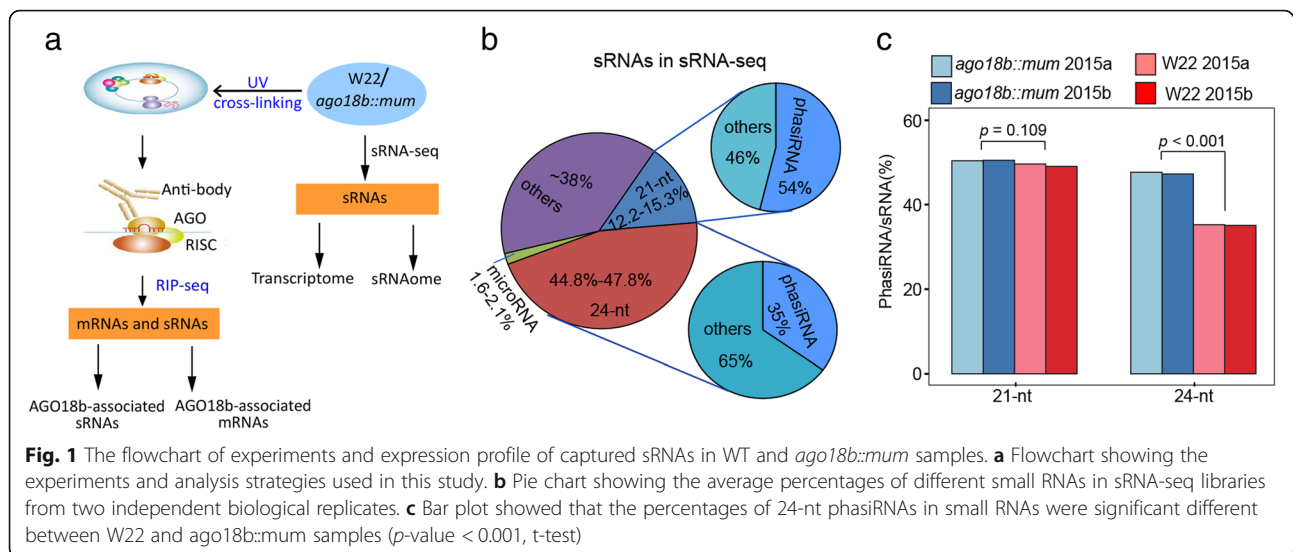 a
W22/
ago18b::mum
UV
cross-linking
sRNA-seq
Anti-body
AGO
RISC
sRNAs
Transcriptome
sRNAome
RIP-seq
mRNAs and sRNAs
AGO18b-associated
sRNAs
AGO18b-associated
mRNAs
b
sRNAs in sRNA-seq
~38%
others
21-nt
12.2-15.3%
44.8%-47.8%
24-nt
microRNA
1.6-2.1%
others
46%
phasiRNA
54%
others
65%
phasiRNA
35%
c
ago18b::mum 2015a
W22 2015a
ago18b::mum 2015b
W22 2015b
PhasiRNA/sRNA(%)
60
40
20
0
p = 0.109
p < 0.001
21-nt
24-nt
Fig. 1 The flowchart of experiments and expression profile of captured sRNAs in WT and ago18b::mum samples. a Flowchart showing the
experiments and analysis strategies used in this study. b Pie chart showing the average percentages of different small RNAs in sRNA-seq libraries
from two independent biological replicates. c Bar plot showed that the percentages of 24-nt phasiRNAs in small RNAs were significant different
between W22 and ago18b::mum samples (p-value < 0.001, t-test)